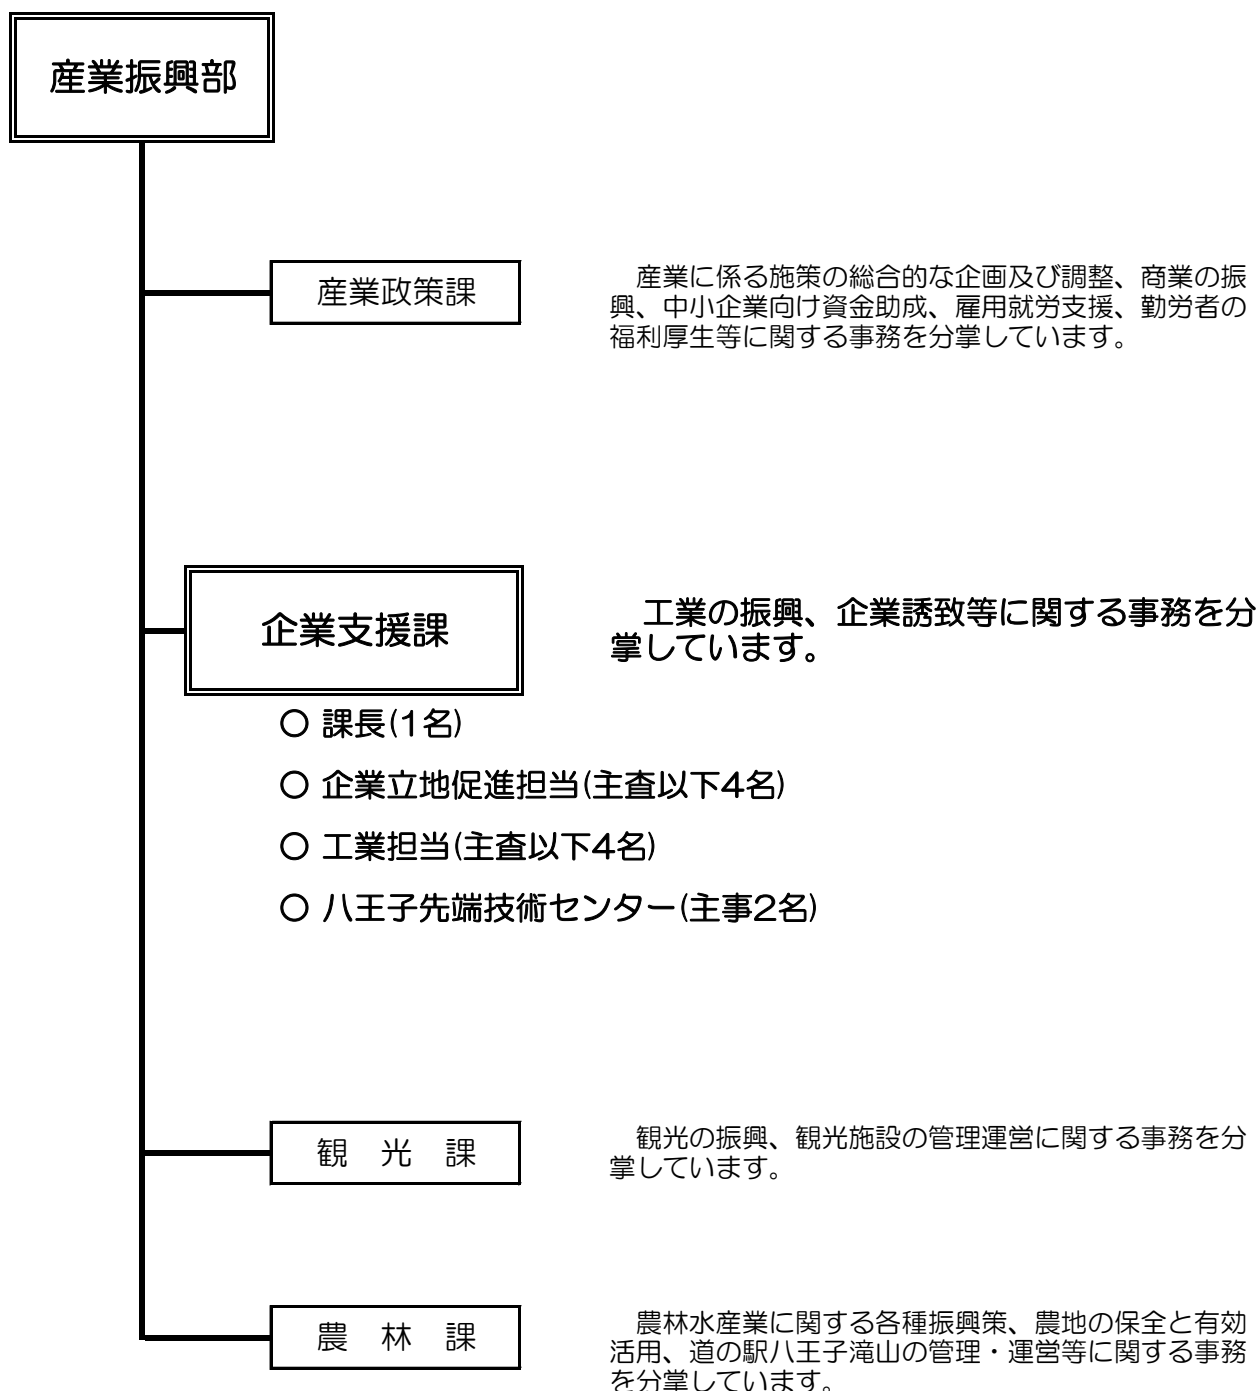 産業振興部
産業政策課
産業に係る施策の総合的な企画及び調整、商業の振
興、中小企業向け資金助成、雇用就労支援、勤労者の
福利厚生等に関する事務を分掌しています。
企業支援課
工業の振興、企業誘致等に関する事務を分
掌しています。
〇 課長(1名)
〇 企業立地促進担当(主査以下4名)
〇 工業担当(主査以下4名)
〇 八王子先端技術センター(主事2名)
観　光　課
観光の振興、観光施設の管理運営に関する事務を分
掌しています。
農　林　課
農林水産業に関する各種振興策、農地の保全と有効
活用、道の駅八王子滝山の管理・運営等に関する事務
を分掌しています。